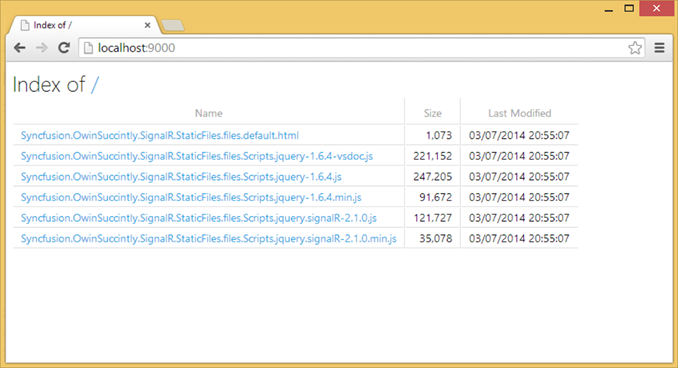 Index of /
localhost:9000
Index of /
Name Size Last Modified
Syncfusion.OwinSuccintly.SignalR.StaticFiles.files.default.html 1,073 03/07/2014 20:55:07
Syncfusion.OwinSuccintly.SignalR.StaticFiles.files.Scripts.jquery-1.6.4-vsdoc.js 221,152 03/07/2014 20:55:07
Syncfusion.OwinSuccintly.SignalR.StaticFiles.files.Scripts.jquery-1.6.4.js 247,205 03/07/2014 20:55:07
Syncfusion.OwinSuccintly.SignalR.StaticFiles.files.Scripts.jquery-1.6.4.min.js 91,672 03/07/2014 20:55:07
Syncfusion.OwinSuccintly.SignalR.StaticFiles.files.Scripts.jquery.signalR-2.1.0.js 121,727 03/07/2014 20:55:07
Syncfusion.OwinSuccintly.SignalR.StaticFiles.files.Scripts.jquery.signalR-2.1.0.min.js 35,078 03/07/2014 20:55:07